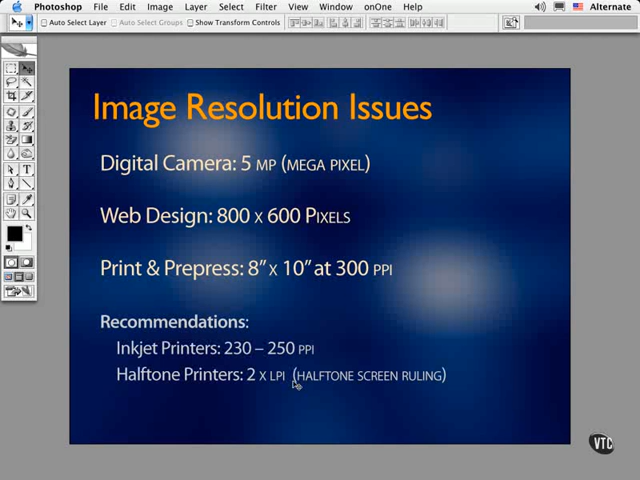 Photoshop File Edit Image Layer Select Filter View Window onOne Help Alternate
Auto Select Layer Auto Select Groups Show Transform Controls
Image Resolution Issues
Digital Camera: 5 MP (MEGA PIXEL)
Web Design: 800 X 600 PIXELS
Print & Prepress: 8” X 10” at 300 PPI
Recommendations:
Inkjet Printers: 230 – 250 PPI
Halftone Printers: 2 X LPI (HALFTONE SCREEN RULING)
VTC